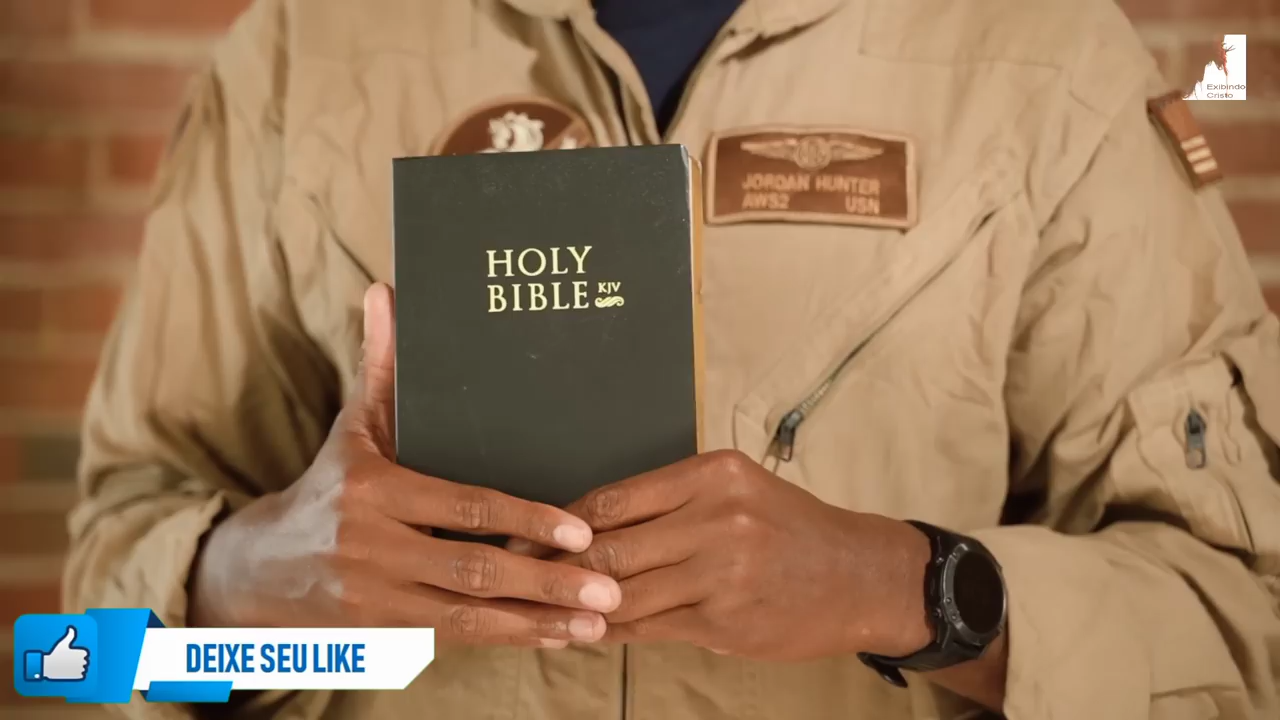 Exibindo
Cristo
JORDAN HUNTER
AWS2 USN
HOLY
BIBLE KJV
DEIXE SEU LIKE